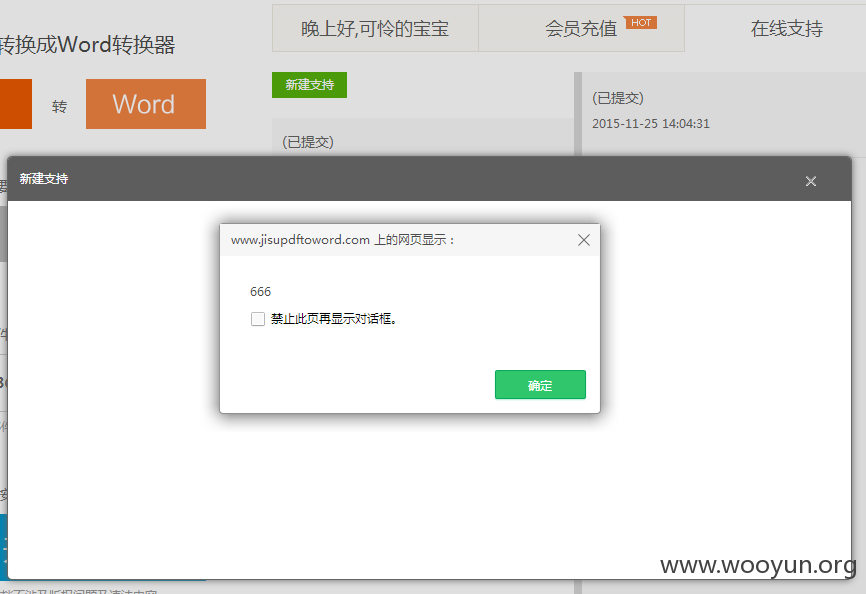 转换成Word转换器
晚上好,可怜的宝宝
会员充值
HOT
在线支持
转
Word
新建支持
(已提交)
2015-11-25 14:04:31
(已提交)
新建支持
www.jisupdftoword.com 上的网页显示：
666
禁止此页再显示对话框。
确定
www.wooyun.org